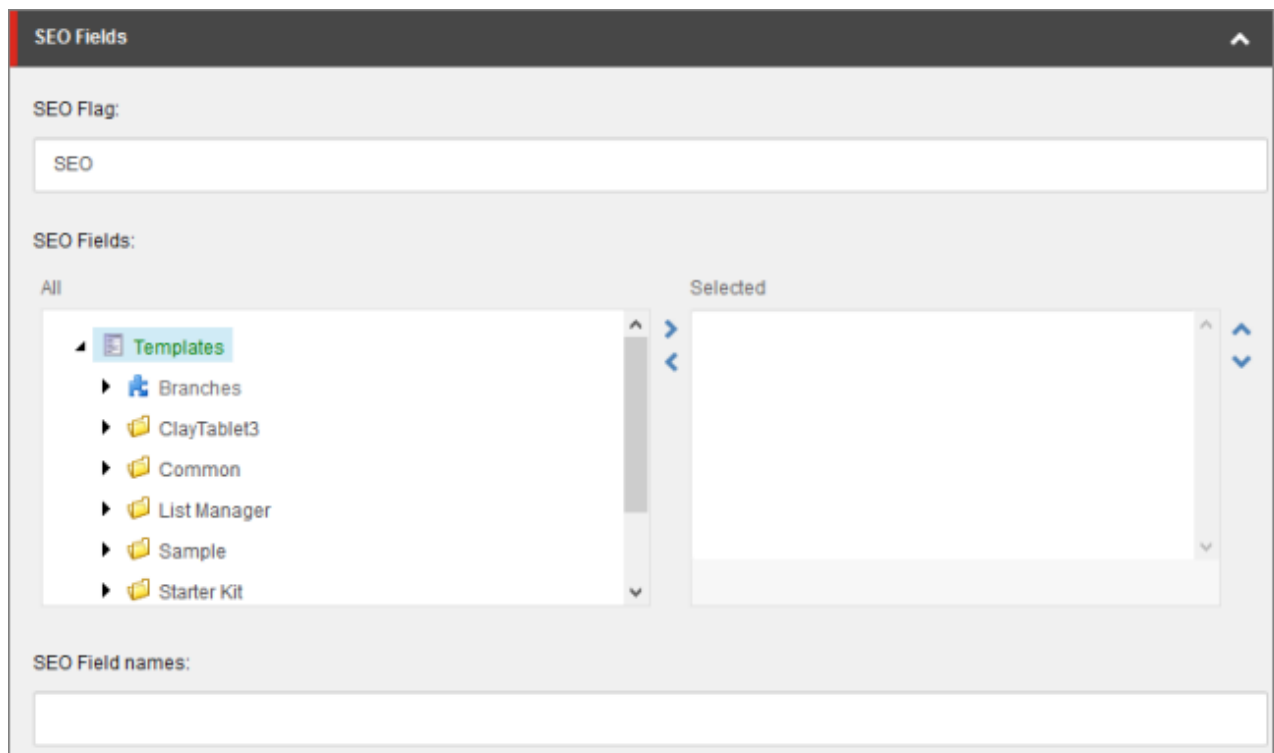 SEO Fields
SEO Flag:
SEO
SEO Fields:
All
Selected
Templates
Branches
ClayTablet3
Common
List Manager
Sample
Starter Kit
SEO Field names: